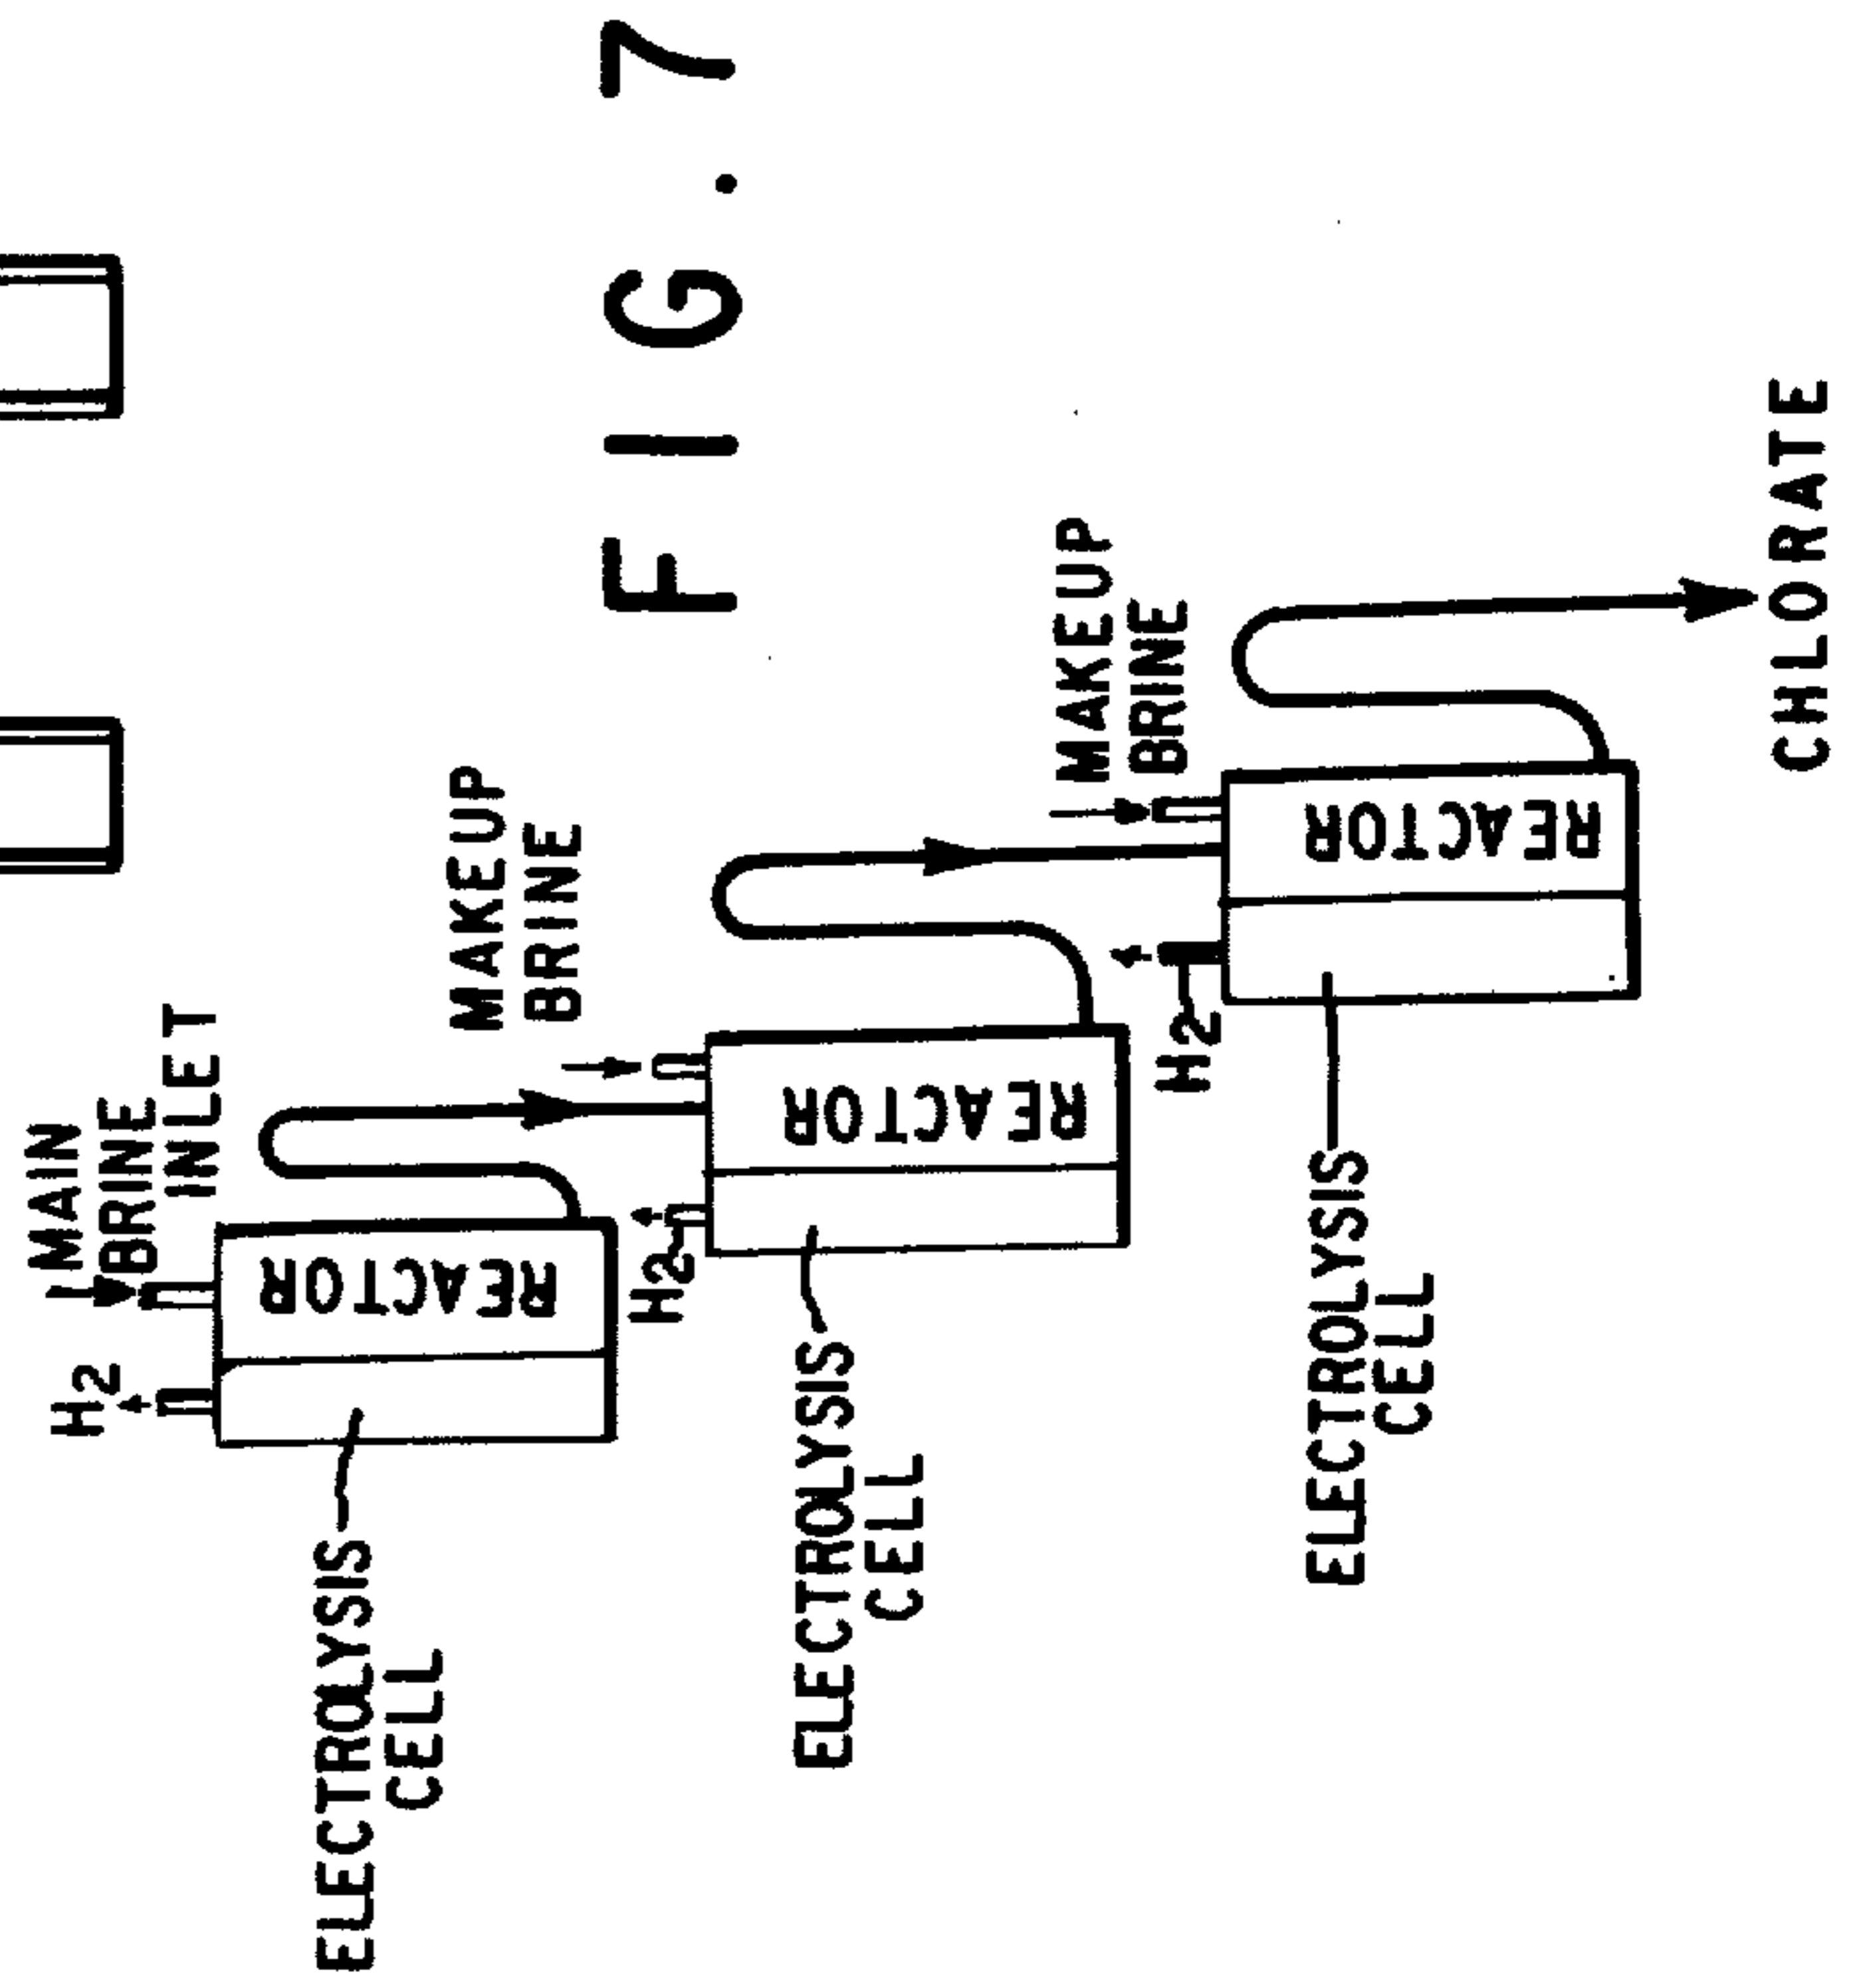 FIG. 7
MAIN
BRINE
INLET
H2
REACTOR
ELECTROLYSIS
CELL
MAKEUP
BRINE
H2
REACTOR
ELECTROLYSIS
CELL
MAKEUP
BRINE
H2
REACTOR
ELECTROLYSIS
CELL
CHLORATE